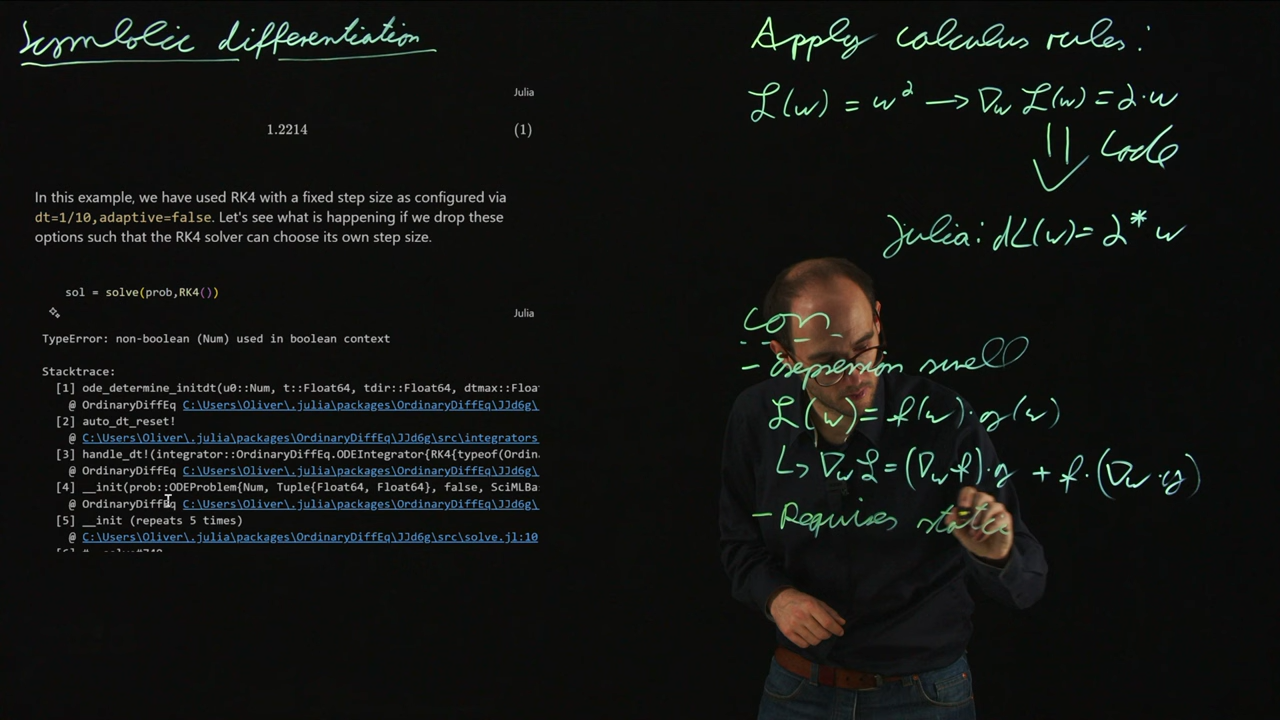 Symbolic differentiation
Julia
1.2214 (1)
In this example, we have used RK4 with a fixed step size as configured via
dt=1/10,adaptive=false. Let's see what is happening if we drop these
options such that the RK4 solver can choose its own step size.
sol = solve(prob,RK4())
Julia
TypeError: non-boolean (Num) used in boolean context
Stacktrace:
[1] ode_determine_initdt(u0::Num, t::Float64, tdir::Float64, dtmax::Floa
@ OrdinaryDiffEq C:\Users\Oliver\.julia\packages\OrdinaryDiffEq\JJd6g\
[2] auto_dt_reset!
@ C:\Users\Oliver\.julia\packages\OrdinaryDiffEq\JJd6g\src\integrators
[3] handle_dt!(integrator::OrdinaryDiffEq.ODEIntegrator{RK4{typeof(Ordin
@ OrdinaryDiffEq C:\Users\Oliver\.julia\packages\OrdinaryDiffEq\JJd6g\
[4] __init(prob::ODEProblem{Num, Tuple{Float64, Float64}, false, SciMLBa
@ OrdinaryDiffEq C:\Users\Oliver\.julia\packages\OrdinaryDiffEq\JJd6g\
[5] __init (repeats 5 times)
@ C:\Users\Oliver\.julia\packages\OrdinaryDiffEq\JJd6g\src\solve.jl:10
Apply calculus rules:
ℒ(w) = w² → ∇w ℒ(w) = 2·w
⇓ Code
Julia: dL(w) = 2*w
Con
- Expression swell
ℒ(w) = f(w)·g(w)
↳ ∇w ℒ = (∇w f)·g + f·(∇w·g)
- Requires static